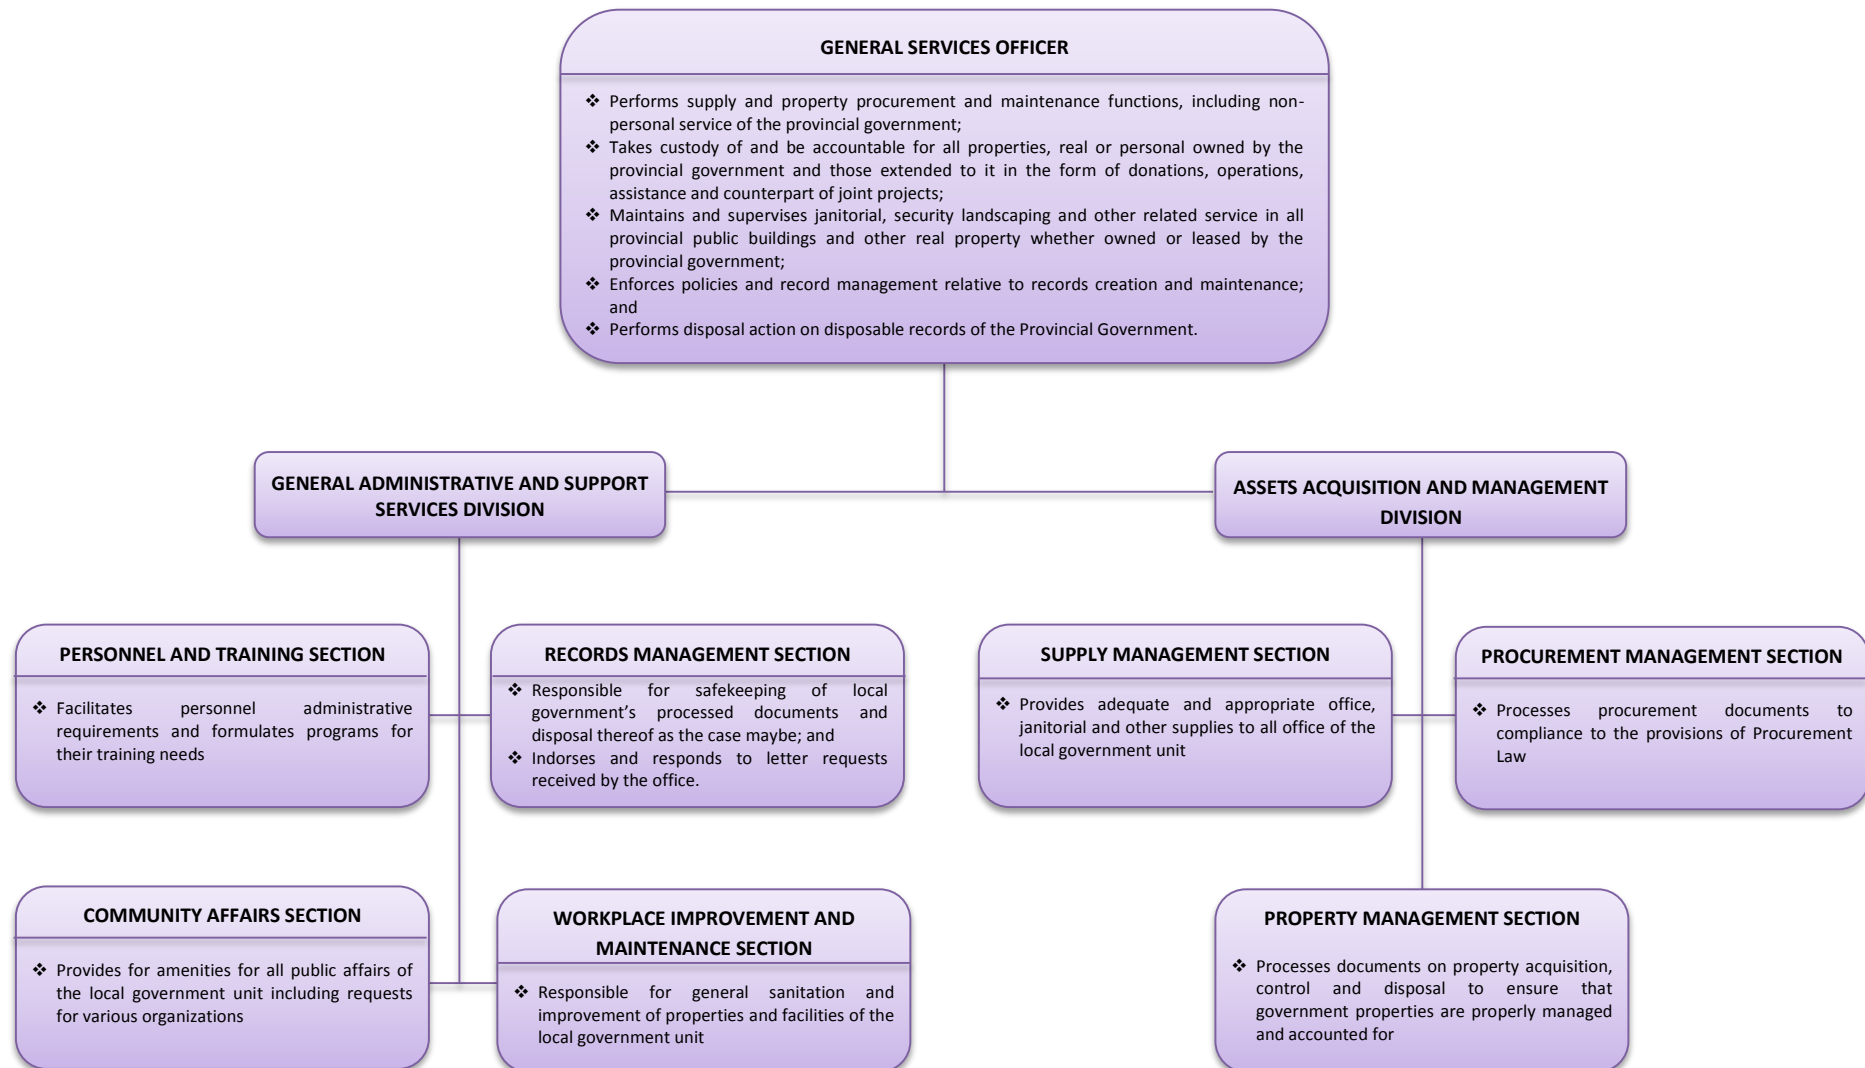 GENERAL SERVICES OFFICER
❖ Performs supply and property procurement and maintenance functions, including non-
personal service of the provincial government;
❖ Takes custody of and be accountable for all properties, real or personal owned by the
provincial government and those extended to it in the form of donations, operations,
assistance and counterpart of joint projects;
❖ Maintains and supervises janitorial, security landscaping and other related service in all
provincial public buildings and other real property whether owned or leased by the
provincial government;
❖ Enforces policies and record management relative to records creation and maintenance;
and
❖ Performs disposal action on disposable records of the Provincial Government.
GENERAL ADMINISTRATIVE AND SUPPORT
SERVICES DIVISION
ASSETS ACQUISITION AND MANAGEMENT
DIVISION
PERSONNEL AND TRAINING SECTION
❖ Facilitates personnel administrative
requirements and formulates programs for
their training needs
RECORDS MANAGEMENT SECTION
❖ Responsible for safekeeping of local
government’s processed documents and
disposal thereof as the case maybe; and
❖ Indorses and responds to letter requests
received by the office.
SUPPLY MANAGEMENT SECTION
❖ Provides adequate and appropriate office,
janitorial and other supplies to all office of the
local government unit
PROCUREMENT MANAGEMENT SECTION
❖ Processes procurement documents to
compliance to the provisions of Procurement
Law
COMMUNITY AFFAIRS SECTION
❖ Provides for amenities for all public affairs of
the local government unit including requests
for various organizations
WORKPLACE IMPROVEMENT AND
MAINTENANCE SECTION
❖ Responsible for general sanitation and
improvement of properties and facilities of the
local government unit
PROPERTY MANAGEMENT SECTION
❖ Processes documents on property acquisition,
control and disposal to ensure that
government properties are properly managed
and accounted for